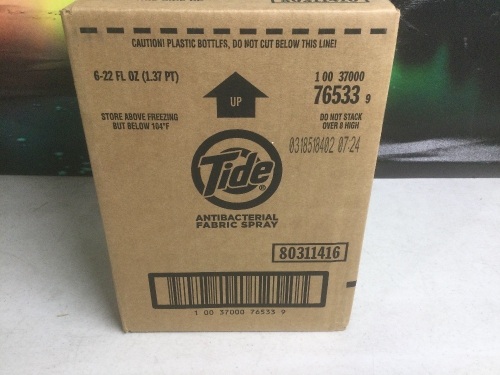 CAUTION! PLASTIC BOTTLES, DO NOT CUT BELOW THIS LINE!
6-22 FL OZ (1.37 PT)
UP
1 00 37000
76533 9
STORE ABOVE FREEZING
BUT BELOW 104°F
DO NOT STACK
OVER 8 HIGH
0318518402 07:24
Tide®
ANTIBACTERIAL
FABRIC SPRAY
80311416
1 00 37000 76533 9